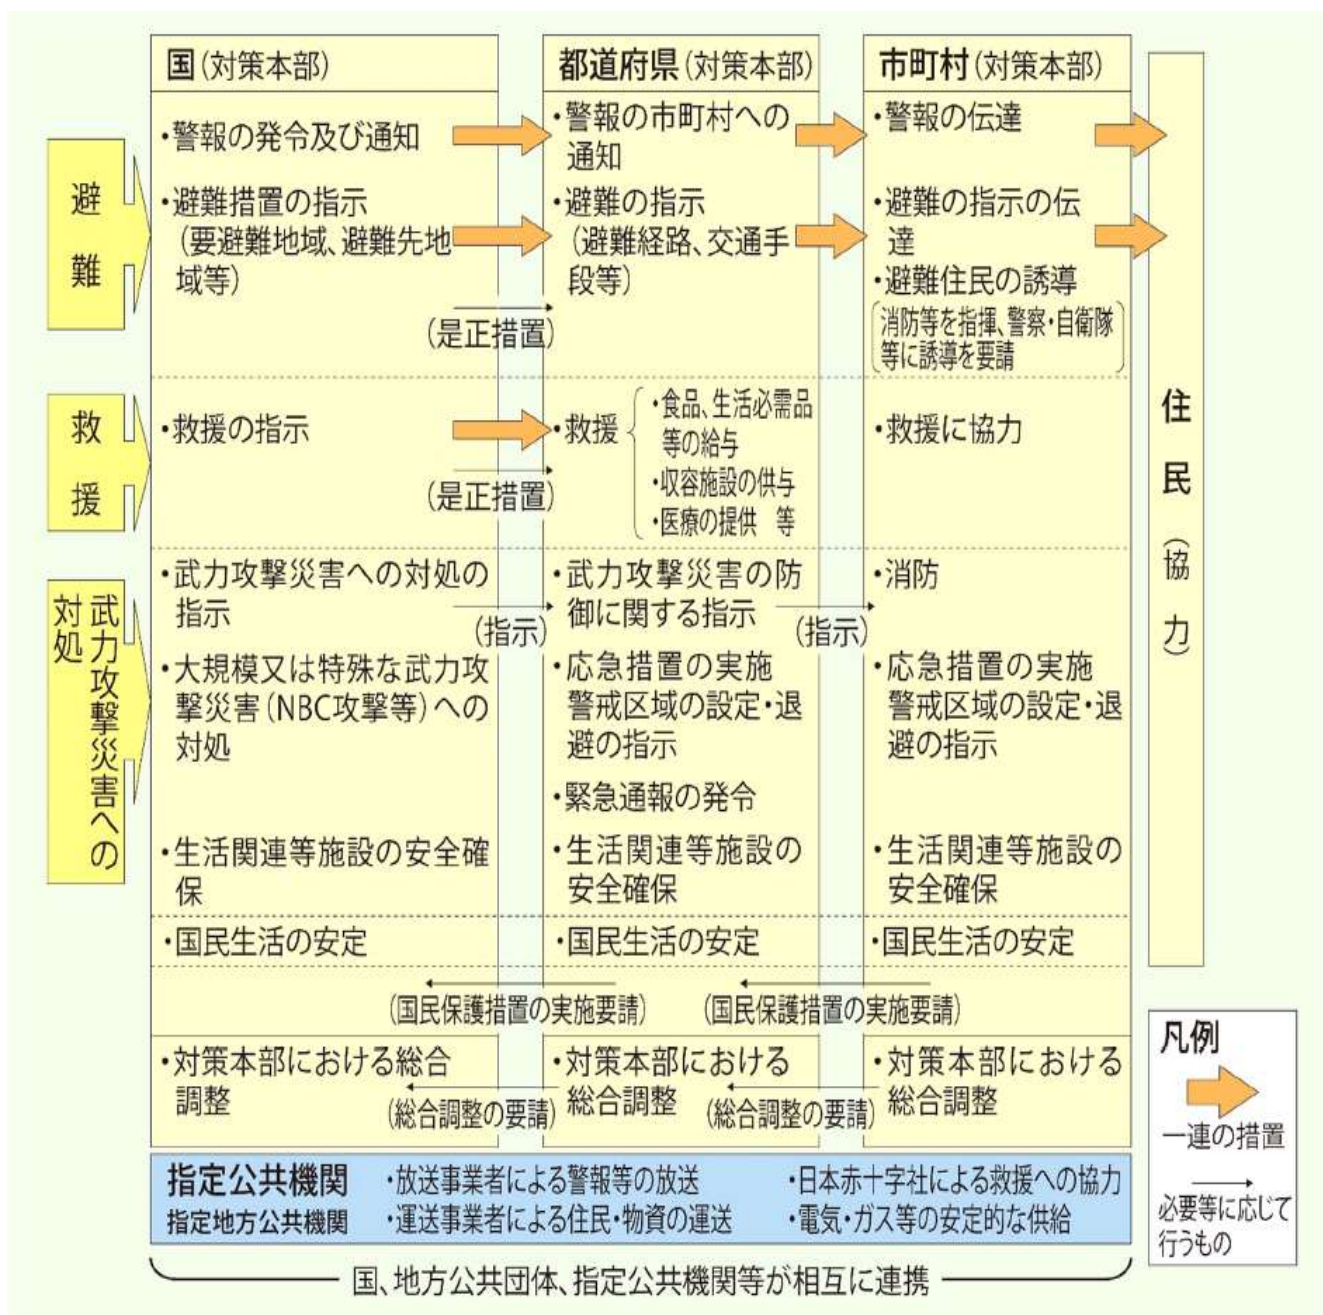 国(対策本部)
都道府県(対策本部)
市町村(対策本部)
避難
・警報の発令及び通知
・避難措置の指示
(要避難地域、避難先地
域等)
(是正措置)
・警報の市町村への
通知
・避難の指示
(避難経路、交通手
段等)
・警報の伝達
・避難の指示の伝
達
・避難住民の誘導
消防等を指揮、警察・自衛隊
等に誘導を要請
救援
・救援の指示
(是正措置)
・救援
・食品、生活必需品
等の給与
・収容施設の供与
・医療の提供 等
・救援に協力
武力攻撃災害への
対処
・武力攻撃災害への対処の
指示
(指示)
・大規模又は特殊な武力攻
撃災害(NBC攻撃等)への
対処
・生活関連等施設の安全確
保
・武力攻撃災害の防
御に関する指示
(指示)
・応急措置の実施
警戒区域の設定・退
避の指示
・緊急通報の発令
・生活関連等施設の
安全確保
・消防
・応急措置の実施
警戒区域の設定・退
避の指示
・生活関連等施設の
安全確保
・国民生活の安定
・国民生活の安定
・国民生活の安定
(国民保護措置の実施要請)
(国民保護措置の実施要請)
・対策本部における総合
調整
(総合調整の要請)
・対策本部における
総合調整
(総合調整の要請)
・対策本部における
総合調整
住民(協力)
指定公共機関
指定地方公共機関
・放送事業者による警報等の放送
・運送事業者による住民・物資の運送
・日本赤十字社による救援への協力
・電気・ガス等の安定的な供給
国、地方公共団体、指定公共機関等が相互に連携
凡例
一連の措置
必要等に応じて
行うもの